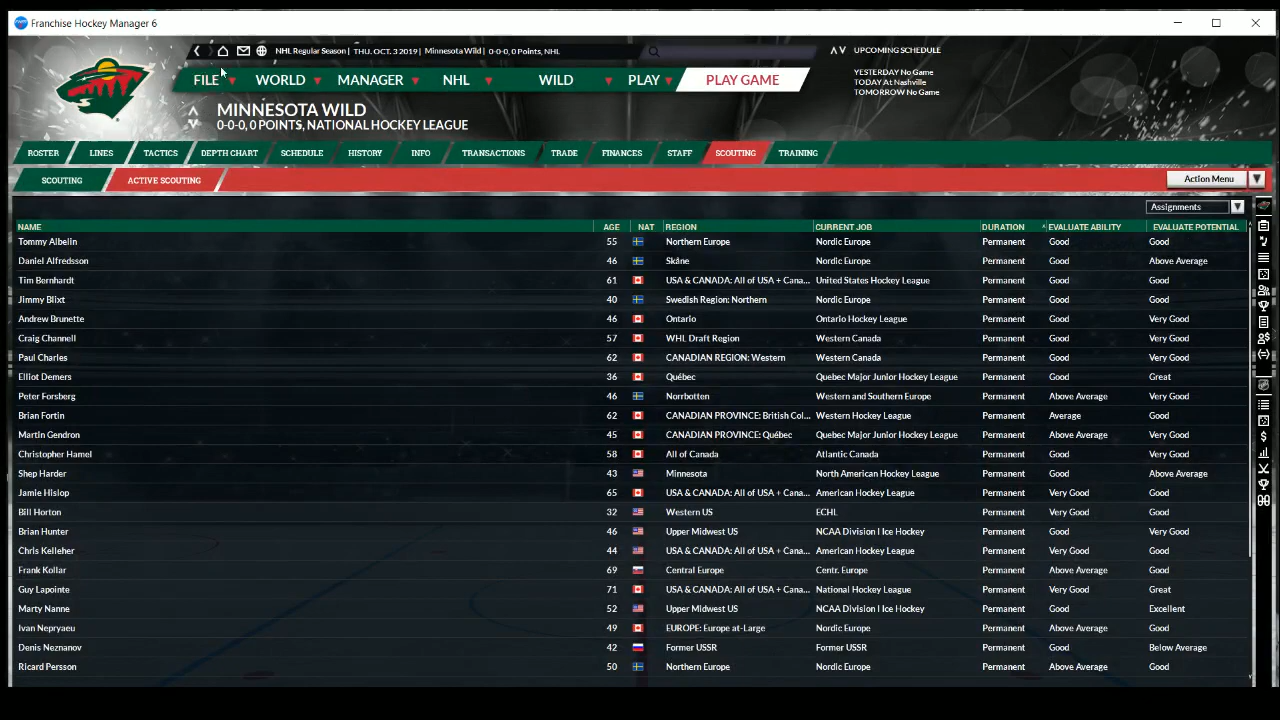 Franchise Hockey Manager 6
NHL Regular Season | THU. OCT. 3 2019 | Minnesota Wild | 0-0-0, 0 Points, NHL
UPCOMING SCHEDULE
YESTERDAY No Game
TODAY At Nashville
TOMORROW No Game
FILE WORLD MANAGER NHL WILD PLAY PLAY GAME
MINNESOTA WILD
0-0-0, 0 POINTS, NATIONAL HOCKEY LEAGUE
ROSTER LINES TACTICS DEPTH CHART SCHEDULE HISTORY INFO TRANSACTIONS TRADE FINANCES STAFF SCOUTING TRAINING
SCOUTING ACTIVE SCOUTING Action Menu
Assignments
NAME AGE NAT REGION CURRENT JOB DURATION EVALUATE ABILITY EVALUATE POTENTIAL
Tommy Albelin 55 Northern Europe Nordic Europe Permanent Good Good
Daniel Alfredsson 46 Skåne Nordic Europe Permanent Good Above Average
Tim Bernhardt 61 USA & CANADA: All of USA + Cana... United States Hockey League Permanent Good Good
Jimmy Blixt 40 Swedish Region: Northern Nordic Europe Permanent Good Good
Andrew Brunette 46 Ontario Ontario Hockey League Permanent Good Very Good
Craig Channell 57 WHL Draft Region Western Canada Permanent Good Very Good
Paul Charles 62 CANADIAN REGION: Western Western Canada Permanent Good Very Good
Elliot Demers 36 Québec Quebec Major Junior Hockey League Permanent Good Great
Peter Forsberg 46 Norrbotten Western and Southern Europe Permanent Above Average Very Good
Brian Fortin 62 CANADIAN PROVINCE: British Col... Western Hockey League Permanent Average Good
Martin Gendron 45 CANADIAN PROVINCE: Québec Quebec Major Junior Hockey League Permanent Above Average Very Good
Christopher Hamel 58 All of Canada Atlantic Canada Permanent Good Very Good
Shep Harder 43 Minnesota North American Hockey League Permanent Good Above Average
Jamie Hislop 65 USA & CANADA: All of USA + Cana... American Hockey League Permanent Very Good Good
Bill Horton 32 Western US ECHL Permanent Very Good Good
Brian Hunter 46 Upper Midwest US NCAA Division I Ice Hockey Permanent Good Very Good
Chris Kelleher 44 USA & CANADA: All of USA + Cana... American Hockey League Permanent Very Good Good
Frank Kollar 69 Central Europe Centr. Europe Permanent Above Average Good
Guy Lapointe 71 USA & CANADA: All of USA + Cana... National Hockey League Permanent Very Good Great
Marty Nanne 52 Upper Midwest US NCAA Division I Ice Hockey Permanent Good Excellent
Ivan Nepryaeu 49 EUROPE: Europe at-Large Nordic Europe Permanent Above Average Good
Denis Neznanov 42 Former USSR Former USSR Permanent Good Below Average
Ricard Persson 50 Northern Europe Nordic Europe Permanent Above Average Good